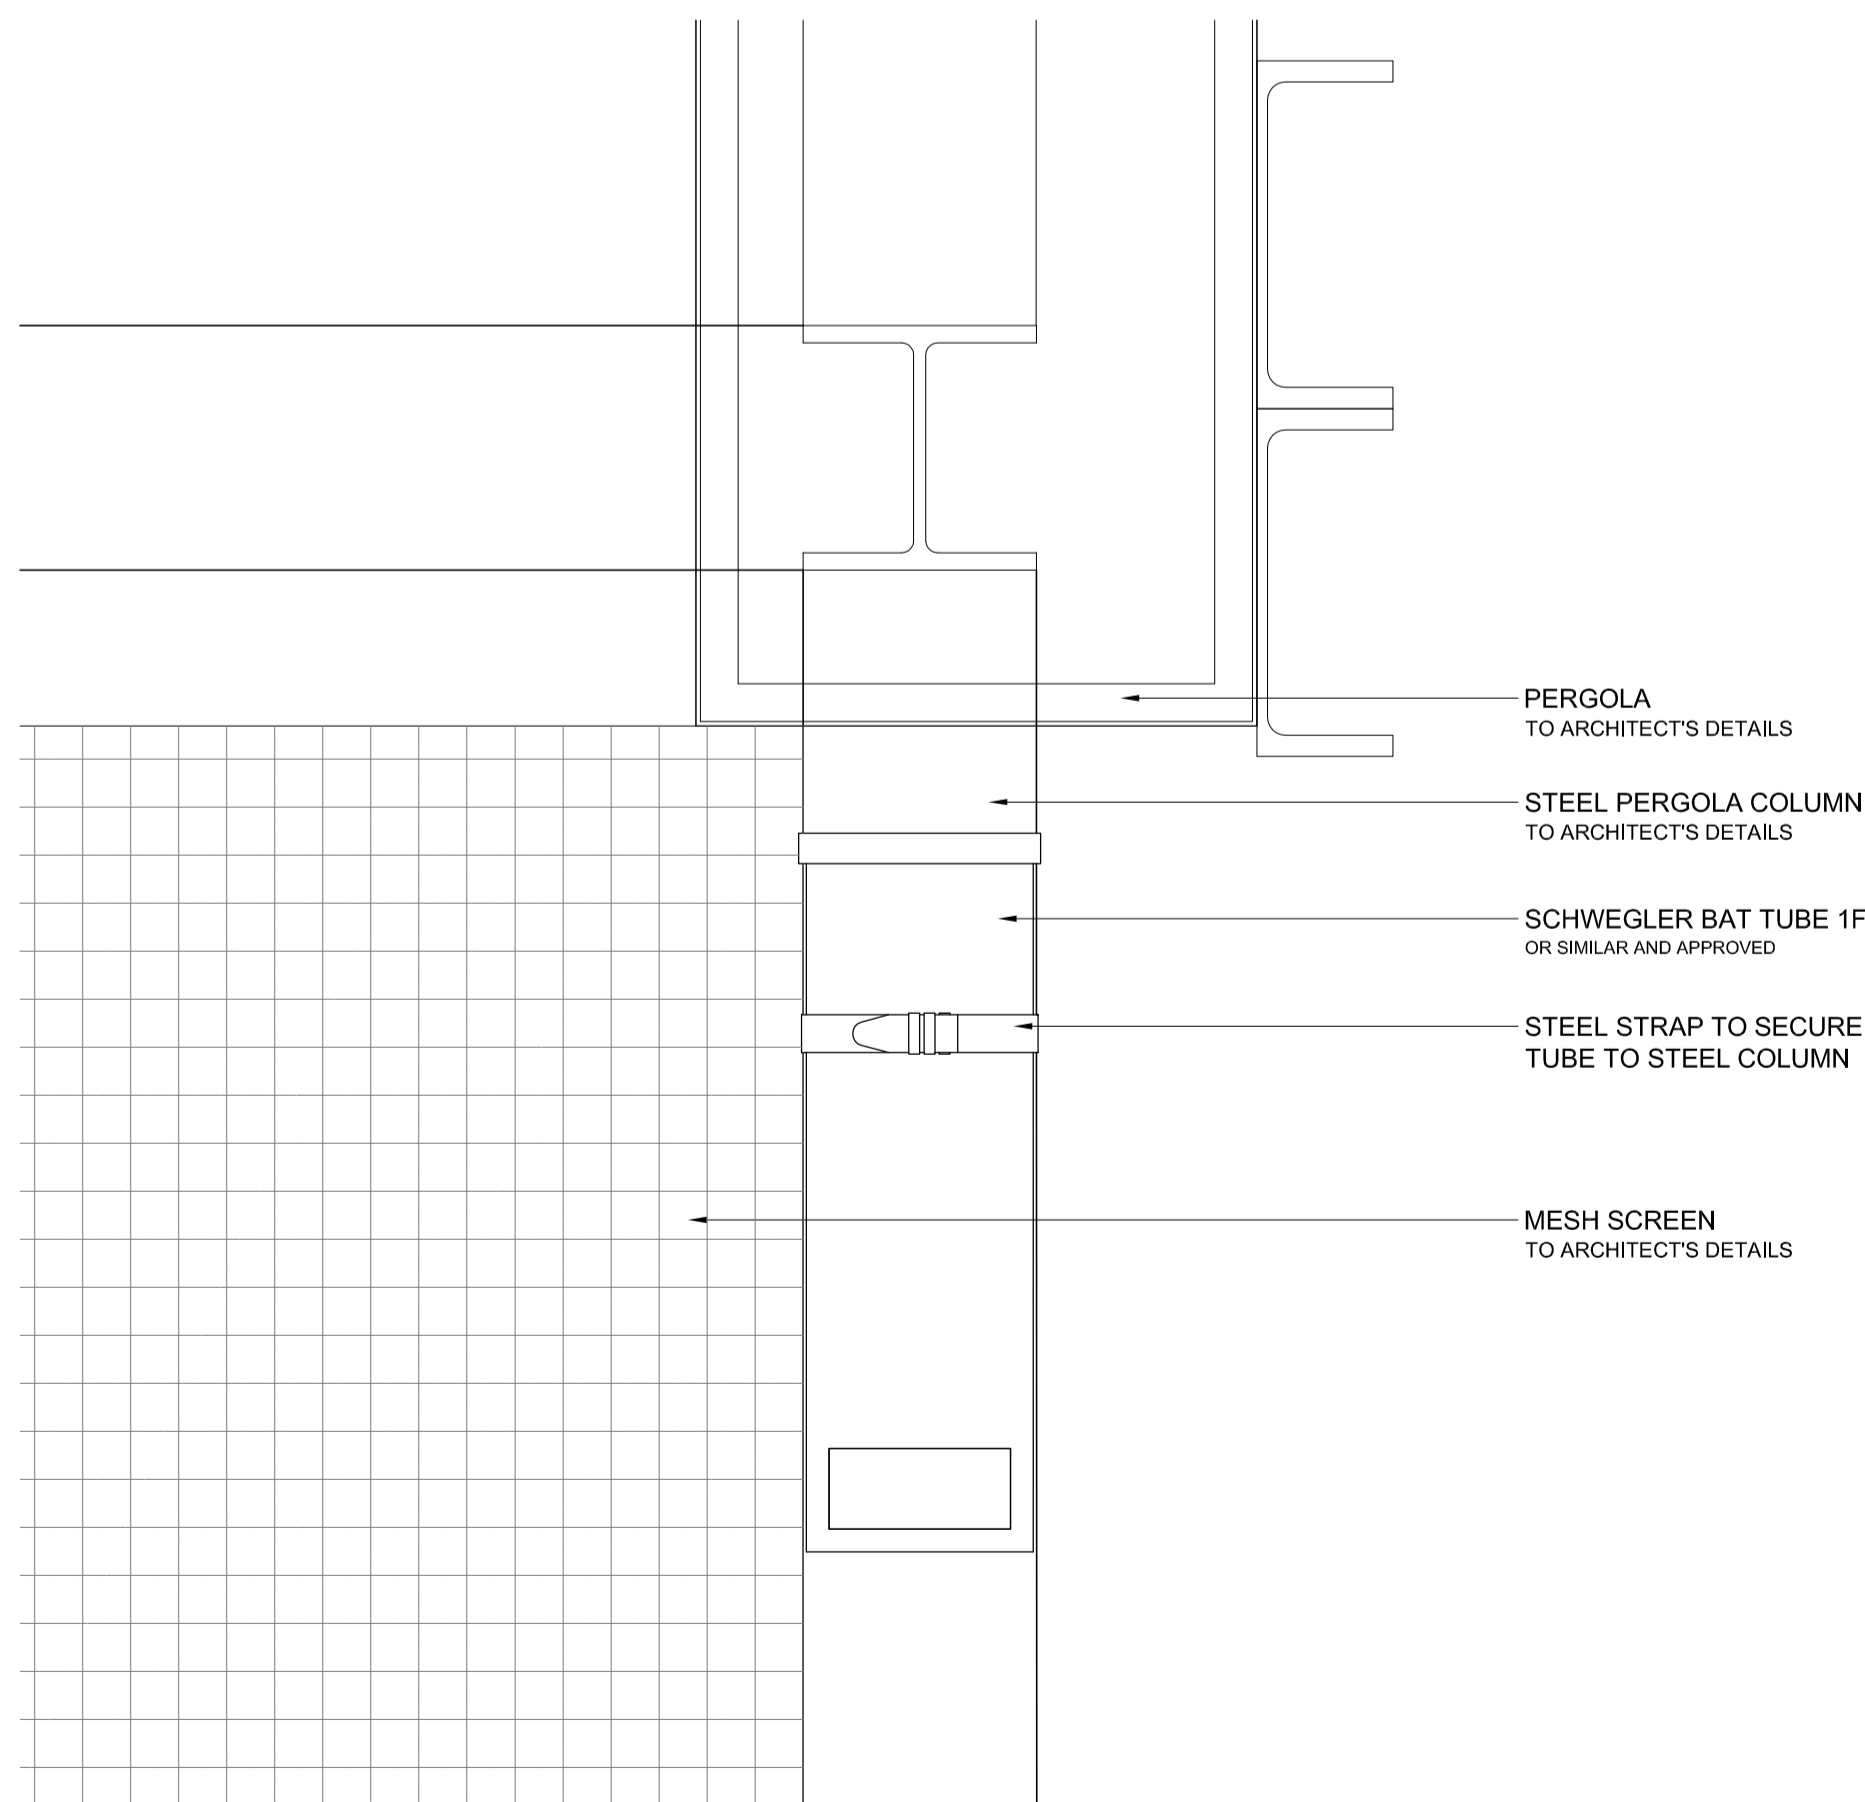 PERGOLA
TO ARCHITECT'S DETAILS
STEEL PERGOLA COLUMN
TO ARCHITECT'S DETAILS
SCHWEGLER BAT TUBE 1F
OR SIMILAR AND APPROVED
STEEL STRAP TO SECURE
TUBE TO STEEL COLUMN
MESH SCREEN
TO ARCHITECT'S DETAILS